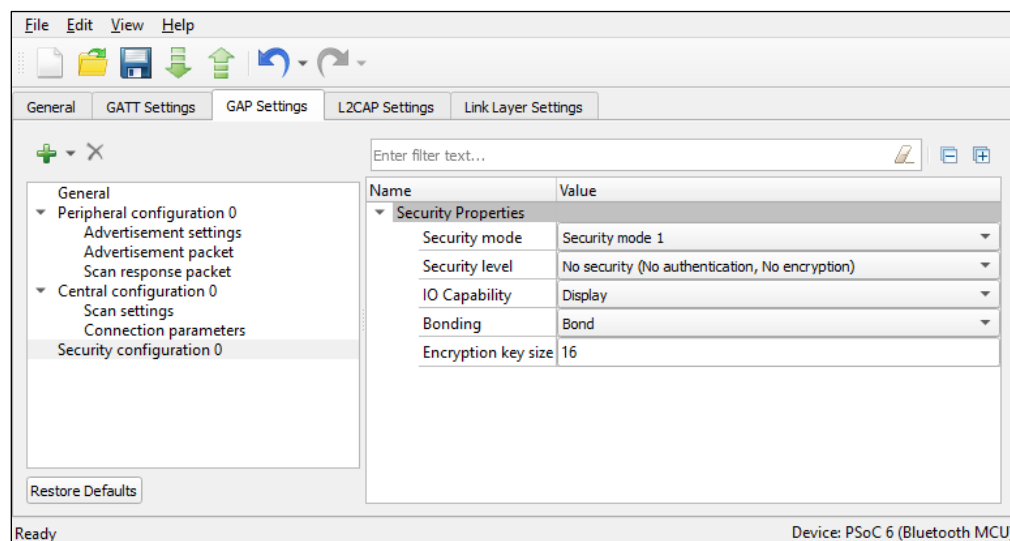 File Edit View Help
General GATT Settings GAP Settings L2CAP Settings Link Layer Settings
Enter filter text...
General
Peripheral configuration 0
Advertisement settings
Advertisement packet
Scan response packet
Central configuration 0
Scan settings
Connection parameters
Security configuration 0
Restore Defaults
Name Value
Security Properties
Security mode Security mode 1
Security level No security (No authentication, No encryption)
IO Capability Display
Bonding Bond
Encryption key size 16
Ready Device: PSoC 6 (Bluetooth MCU)